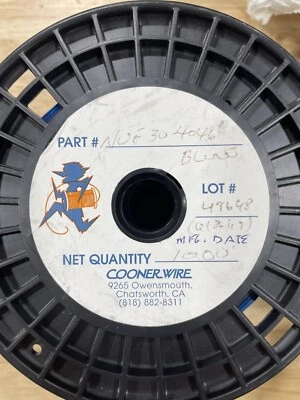 PART # NUF 30-4046
LOT #
49648
MFG. DATE
NET QUANTITY 1000
COONER WIRE
9265 Owensmouth,
Chatsworth, CA
(818) 882-8311